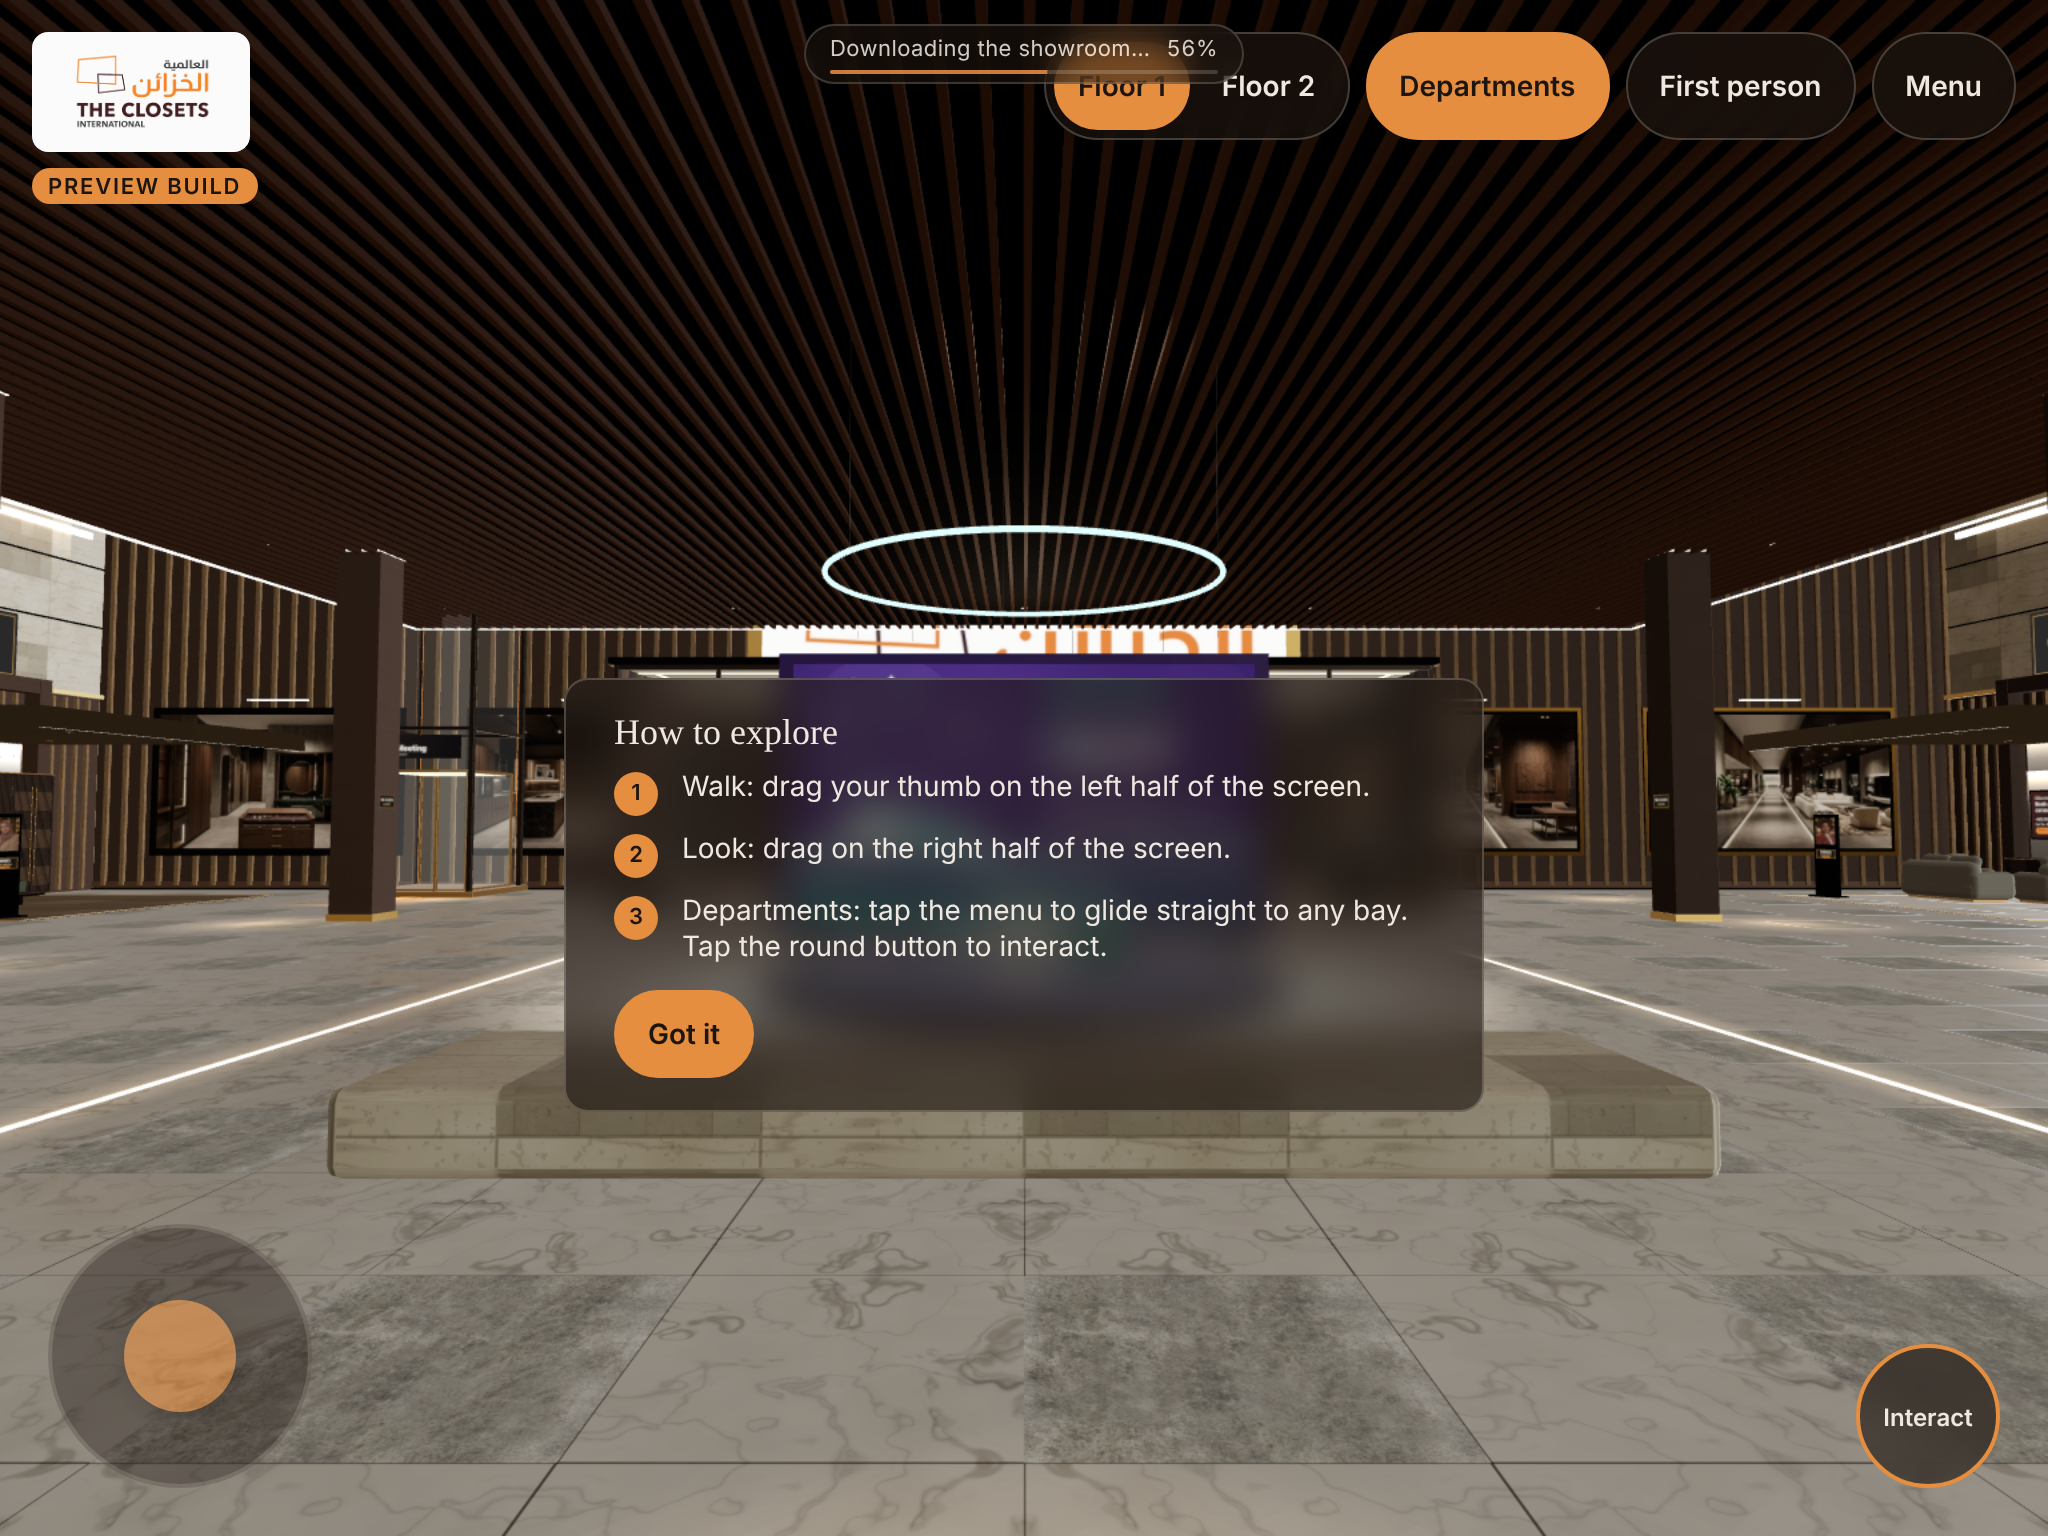 العالمية
الخزائن
THE CLOSETS
INTERNATIONAL
PREVIEW BUILD
Downloading the showroom... 56%
Floor 1
Floor 2
Departments
First person
Menu
How to explore
1 Walk: drag your thumb on the left half of the screen.
2 Look: drag on the right half of the screen.
3 Departments: tap the menu to glide straight to any bay.
Tap the round button to interact.
Got it
Interact